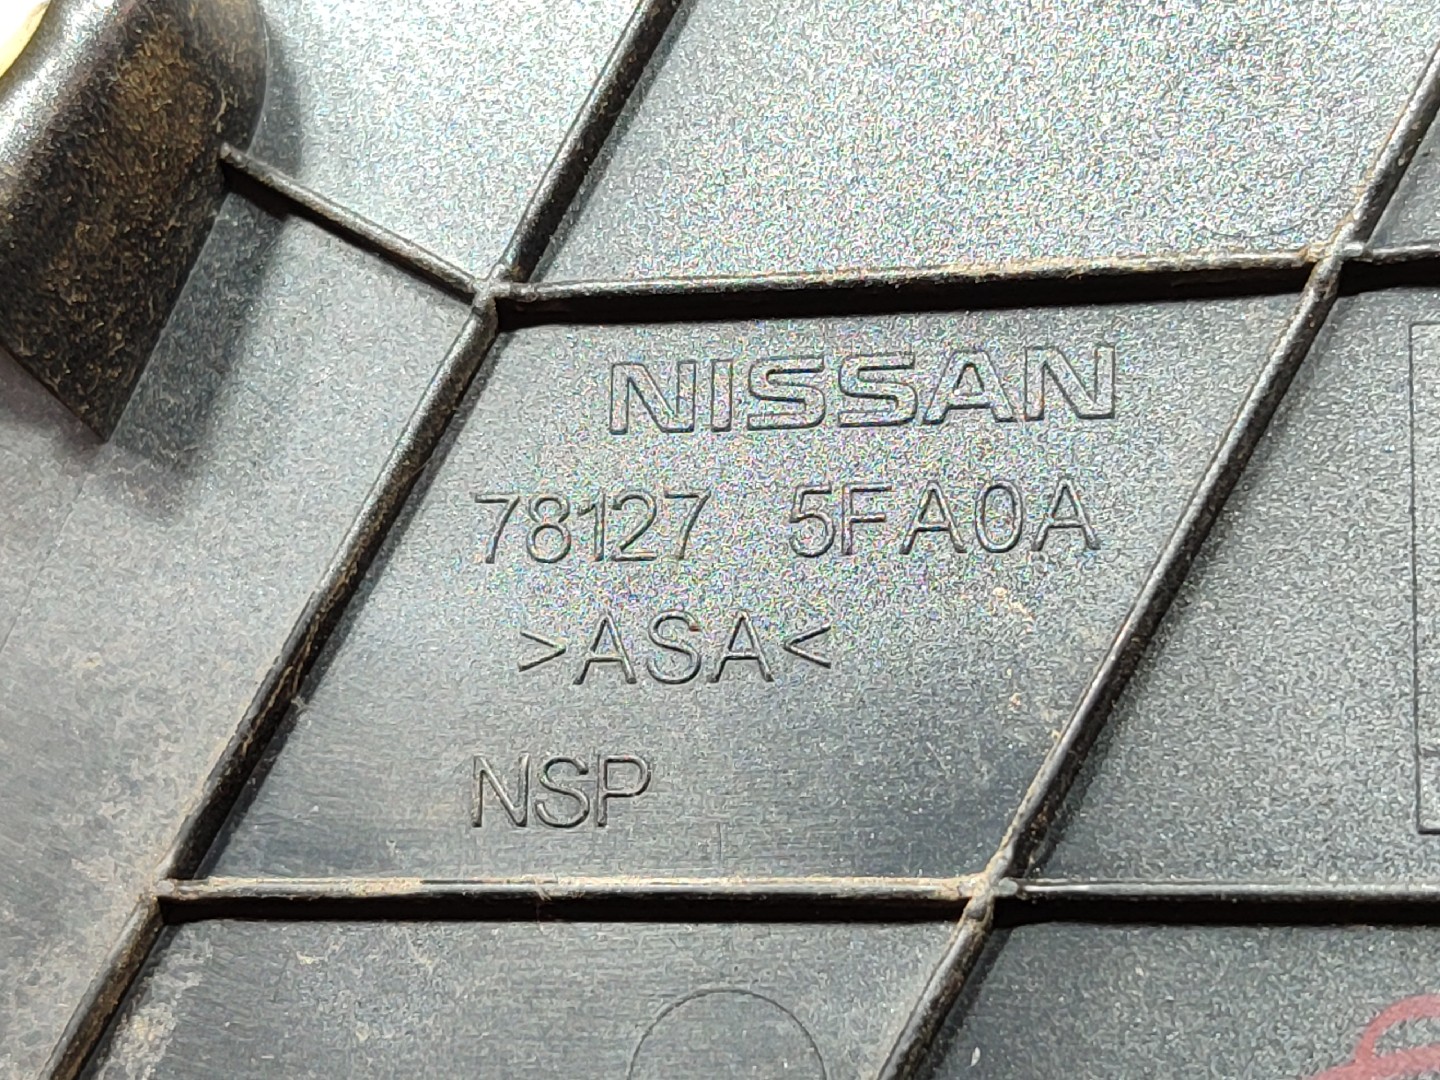 NISSAN
78127 5FA0A
>ASA<
NSP